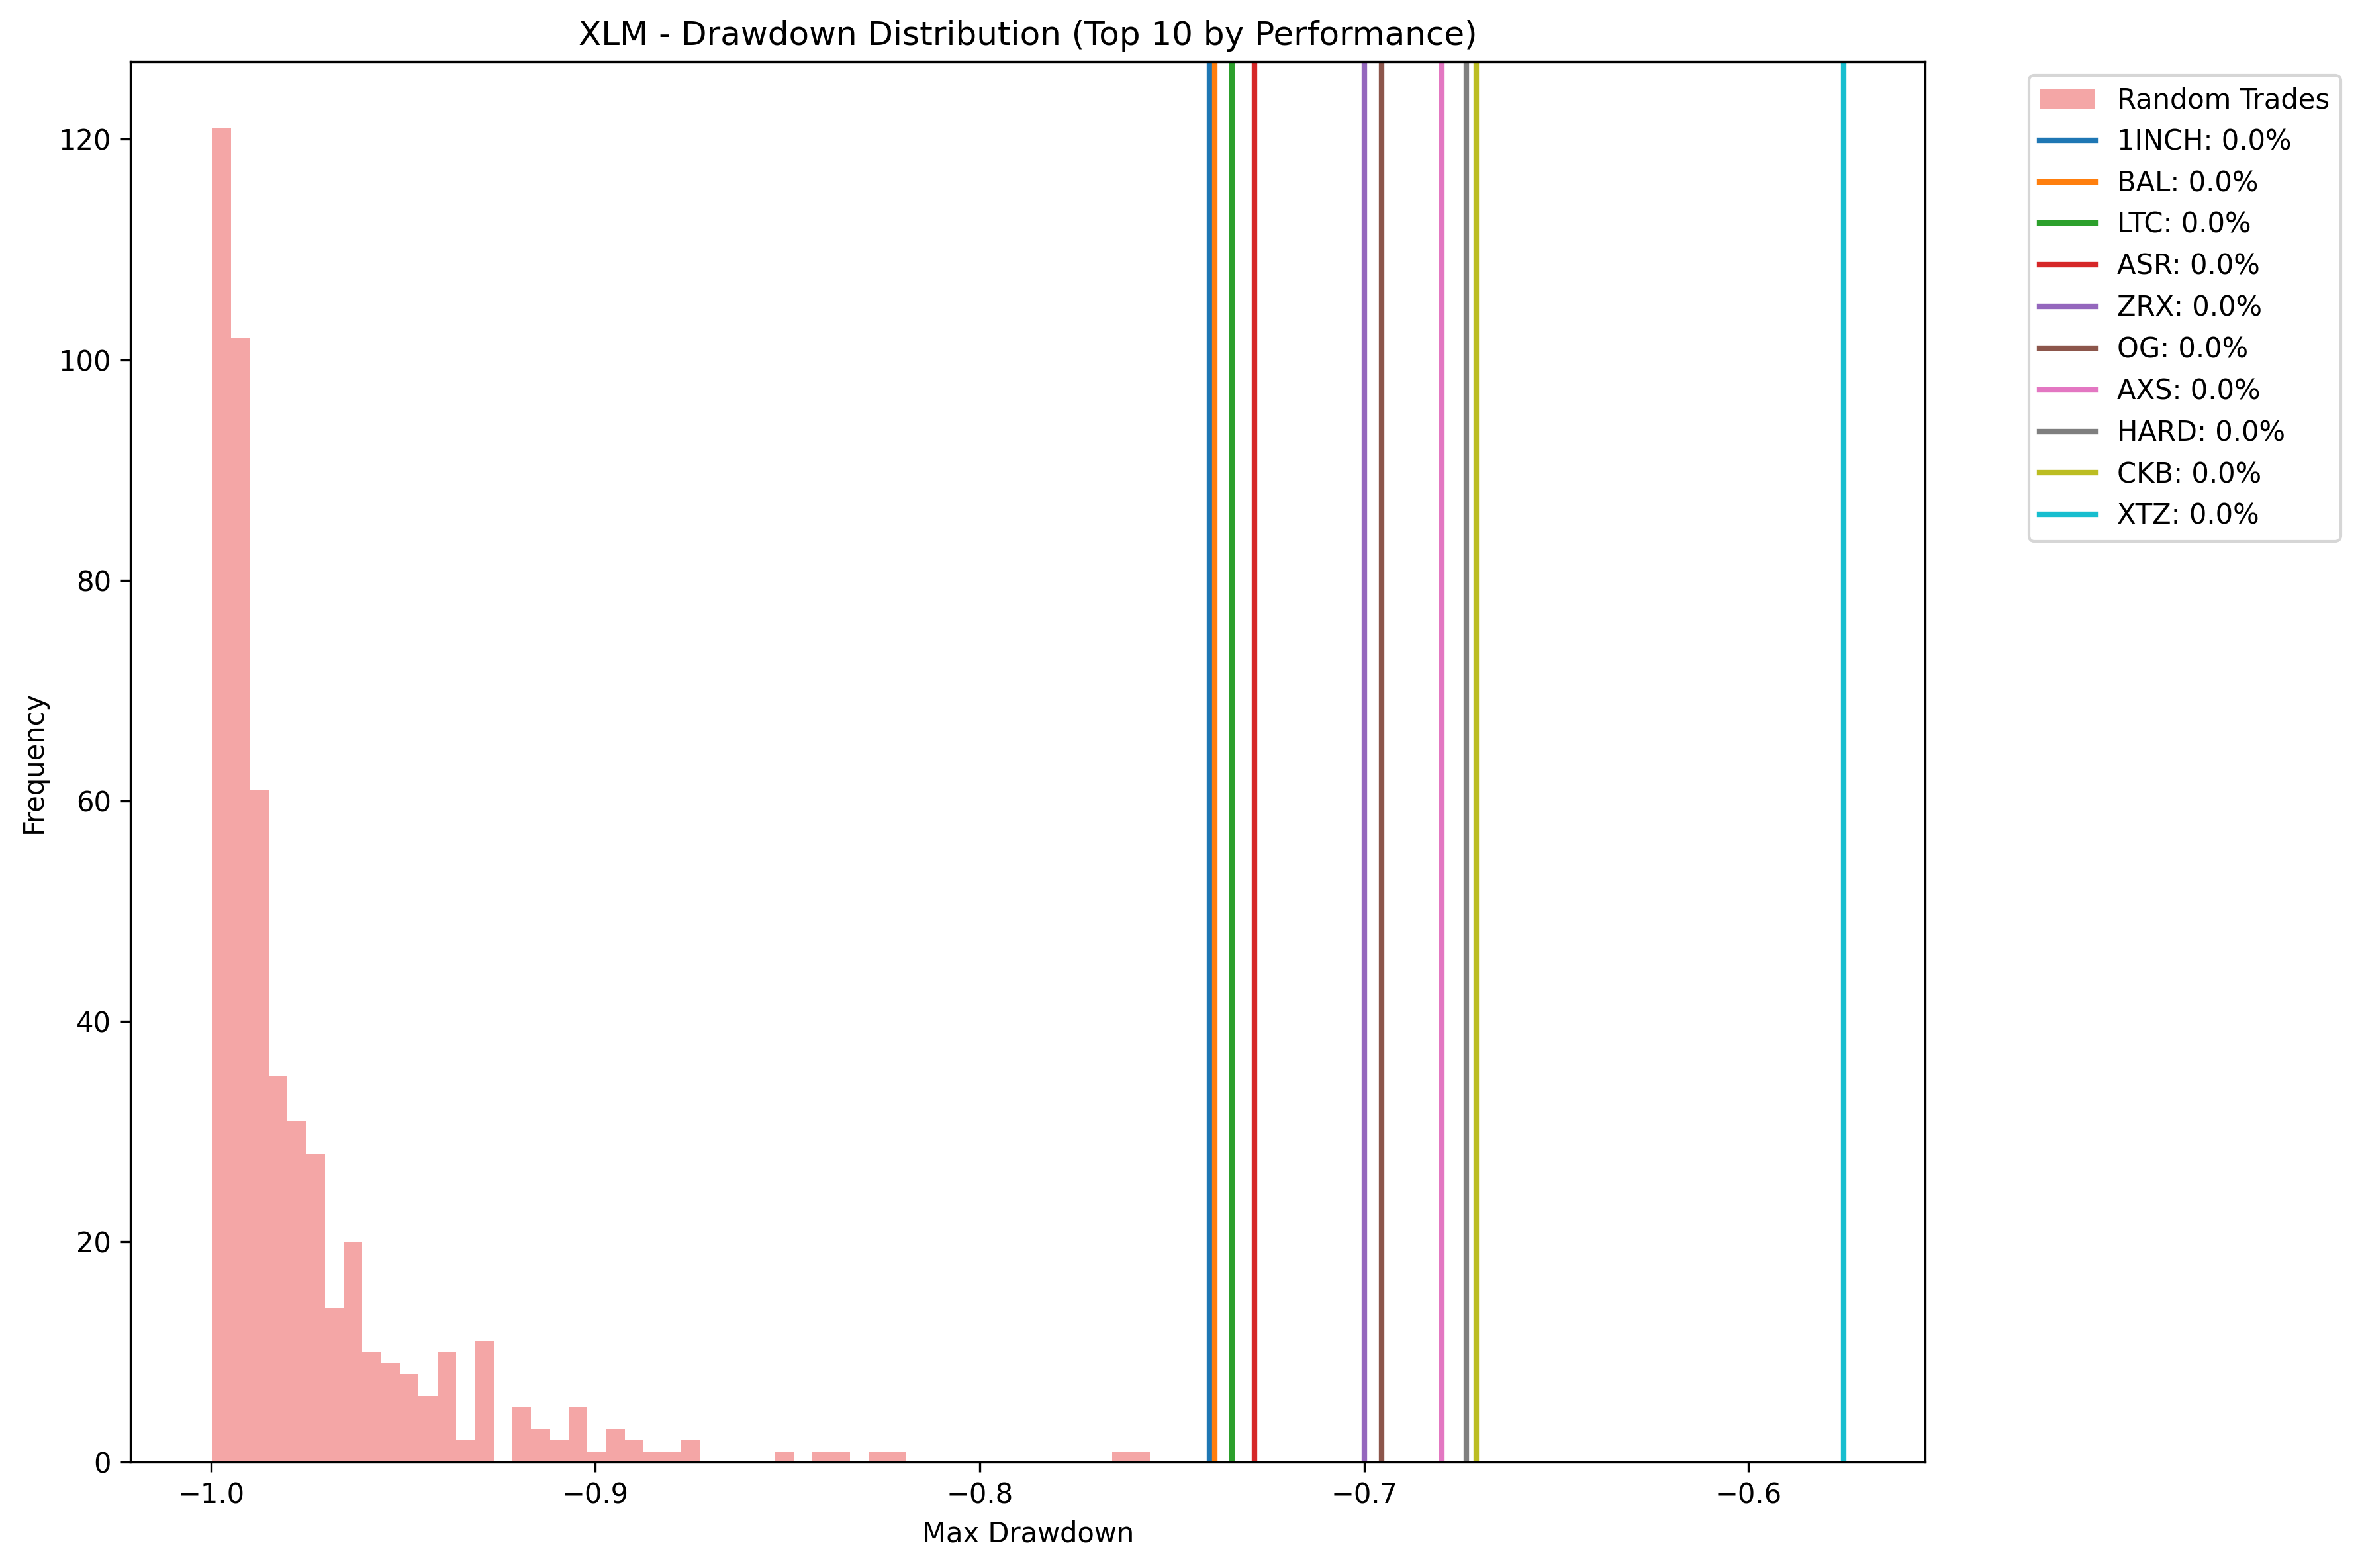 XLM - Drawdown Distribution (Top 10 by Performance)
120
100
80
60
40
20
0
Frequency
−1.0
−0.9
−0.8
−0.7
−0.6
Max Drawdown
Random Trades
1INCH: 0.0%
BAL: 0.0%
LTC: 0.0%
ASR: 0.0%
ZRX: 0.0%
OG: 0.0%
AXS: 0.0%
HARD: 0.0%
CKB: 0.0%
XTZ: 0.0%